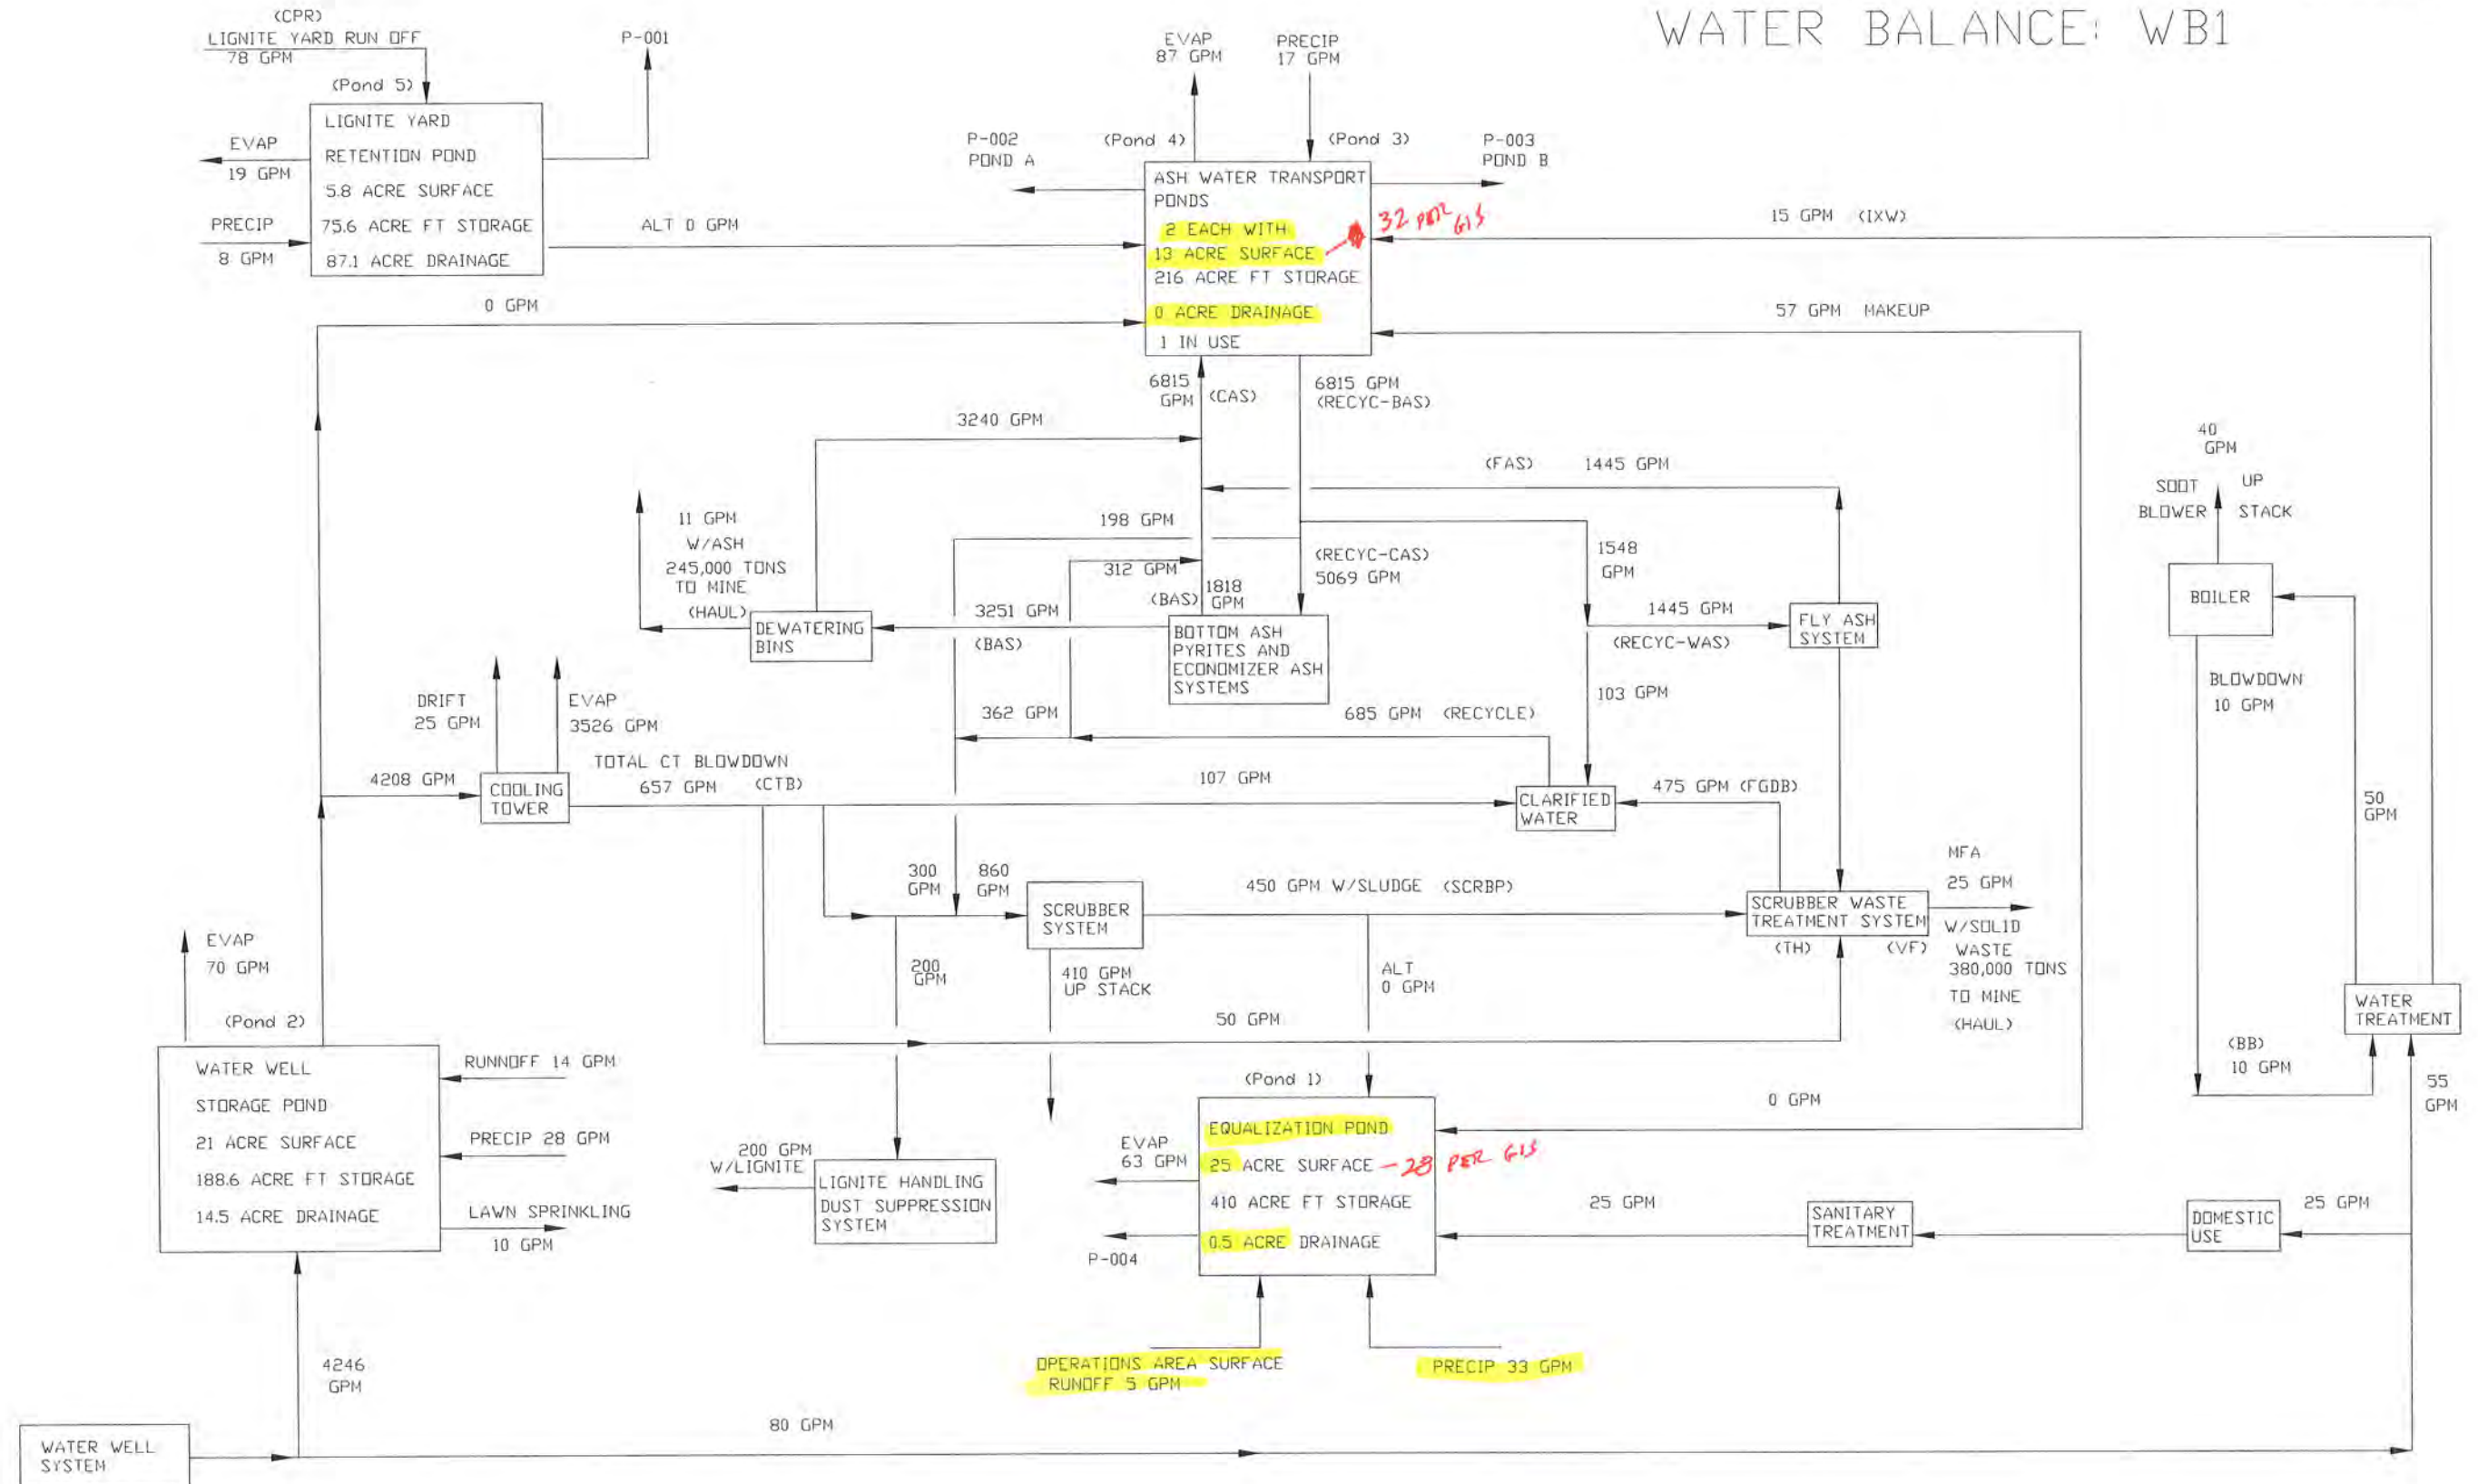 WATER BALANCE: WB1
(CPR)
LIGNITE YARD RUN OFF
78 GPM
P-001
(Pond 5)
LIGNITE YARD
RETENTION POND
5.8 ACRE SURFACE
75.6 ACRE FT STORAGE
87.1 ACRE DRAINAGE
EVAP
19 GPM
PRECIP
8 GPM
ALT 0 GPM
0 GPM
EVAP
87 GPM
PRECIP
17 GPM
P-002
POND A
(Pond 4)
(Pond 3)
P-003
POND B
ASH WATER TRANSPORT
PONDS
2 EACH WITH
13 ACRE SURFACE
216 ACRE FT STORAGE
0 ACRE DRAINAGE
1 IN USE
32 PER GIS
15 GPM (IXW)
57 GPM MAKEUP
6815
GPM
(CAS)
6815 GPM
(RECYC-BAS)
3240 GPM
(FAS) 1445 GPM
40
GPM
SOOT
BLOWER
UP
STACK
11 GPM
W/ASH
245,000 TONS
TO MINE
(HAUL)
198 GPM
312 GPM
(RECYC-CAS)
5069 GPM
1548
GPM
1818
GPM
(BAS)
3251 GPM
(BAS)
1445 GPM
(RECYC-WAS)
BOILER
FLY ASH
SYSTEM
DEWATERING
BINS
BOTTOM ASH
PYRITES AND
ECONOMIZER ASH
SYSTEMS
DRIFT
25 GPM
EVAP
3526 GPM
362 GPM
685 GPM (RECYCLE)
103 GPM
BLOWDOWN
10 GPM
4208 GPM
COOLING
TOWER
TOTAL CT BLOWDOWN
657 GPM (CTB)
107 GPM
CLARIFIED
WATER
475 GPM (FGDB)
50
GPM
300
GPM
860
GPM
SCRUBBER
SYSTEM
450 GPM W/SLUDGE (SCRBP)
SCRUBBER WASTE
TREATMENT SYSTEM
(TH) (VF)
MFA
25 GPM
W/SOLID
WASTE
380,000 TONS
TO MINE
(HAUL)
EVAP
70 GPM
200
GPM
410 GPM
UP STACK
ALT
0 GPM
50 GPM
WATER
TREATMENT
(Pond 2)
WATER WELL
STORAGE POND
21 ACRE SURFACE
188.6 ACRE FT STORAGE
14.5 ACRE DRAINAGE
RUNNOFF 14 GPM
PRECIP 28 GPM
LAWN SPRINKLING
10 GPM
(BB)
10 GPM
55
GPM
(Pond 1)
0 GPM
EQUALIZATION POND
25 ACRE SURFACE
410 ACRE FT STORAGE
0.5 ACRE DRAINAGE
28 PER GIS
EVAP
63 GPM
P-004
200 GPM
W/LIGNITE
LIGNITE HANDLING
DUST SUPPRESSION
SYSTEM
25 GPM
SANITARY
TREATMENT
DOMESTIC
USE
25 GPM
OPERATIONS AREA SURFACE
RUNOFF 5 GPM
PRECIP 33 GPM
4246
GPM
80 GPM
WATER WELL
SYSTEM